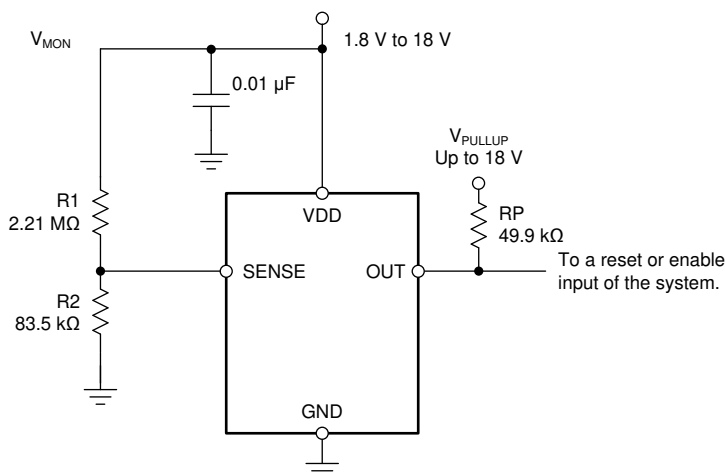 V_MON
1.8 V to 18 V
0.01 µF
V_PULLUP
Up to 18 V
R1
2.21 MΩ
VDD
RP
49.9 kΩ
SENSE
OUT
To a reset or enable
input of the system.
R2
83.5 kΩ
GND